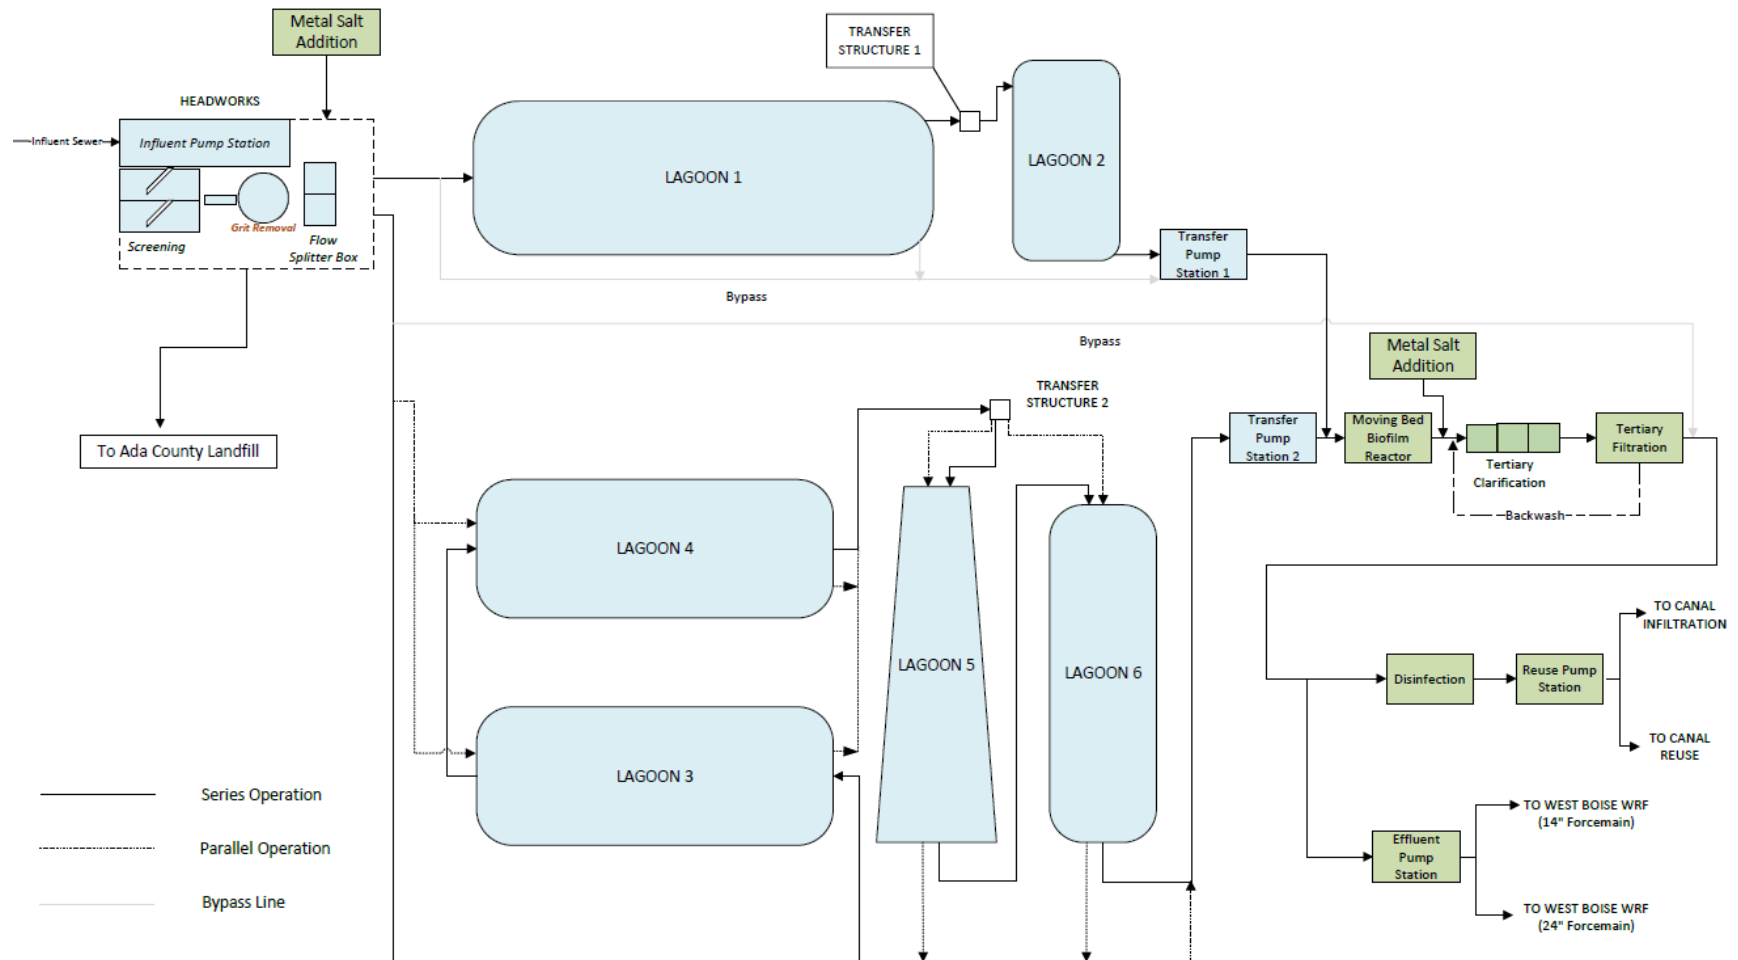 Metal Salt
Addition
TRANSFER
STRUCTURE 1
HEADWORKS
Influent Sewer
Influent Pump Station
LAGOON 1
LAGOON 2
Grit Removal
Screening
Flow
Splitter Box
Transfer
Pump
Station 1
Bypass
Bypass
Metal Salt
Addition
TRANSFER
STRUCTURE 2
To Ada County Landfill
Transfer
Pump
Station 2
Moving Bed
Biofilm
Reactor
Tertiary
Clarification
Tertiary
Filtration
Backwash
LAGOON 4
LAGOON 5
LAGOON 6
LAGOON 3
TO CANAL
INFILTRATION
Disinfection
Reuse Pump
Station
TO CANAL
REUSE
Series Operation
Parallel Operation
Bypass Line
TO WEST BOISE WRF
(14" Forcemain)
Effluent
Pump
Station
TO WEST BOISE WRF
(24" Forcemain)